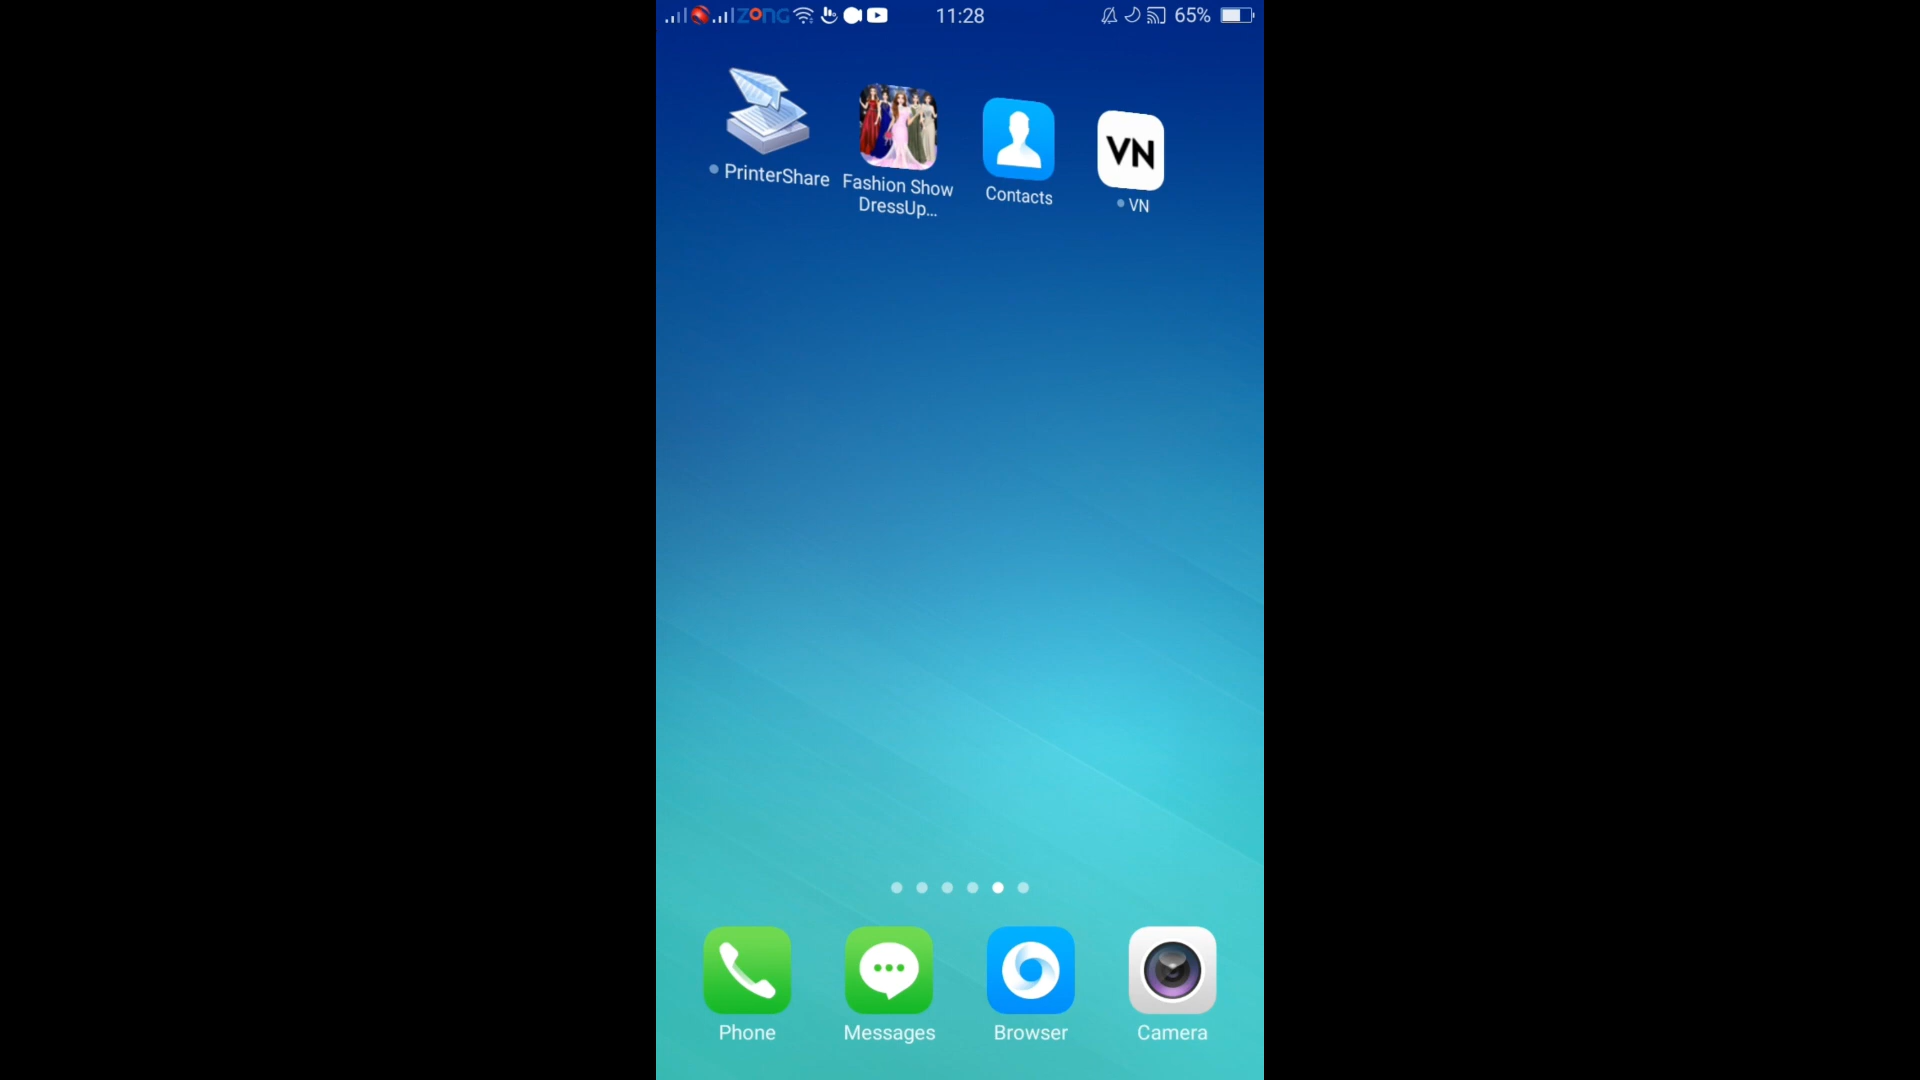 ZONG 11:28 65%
PrinterShare
Fashion Show
DressUp...
Contacts
VN
VN
Phone
Messages
Browser
Camera